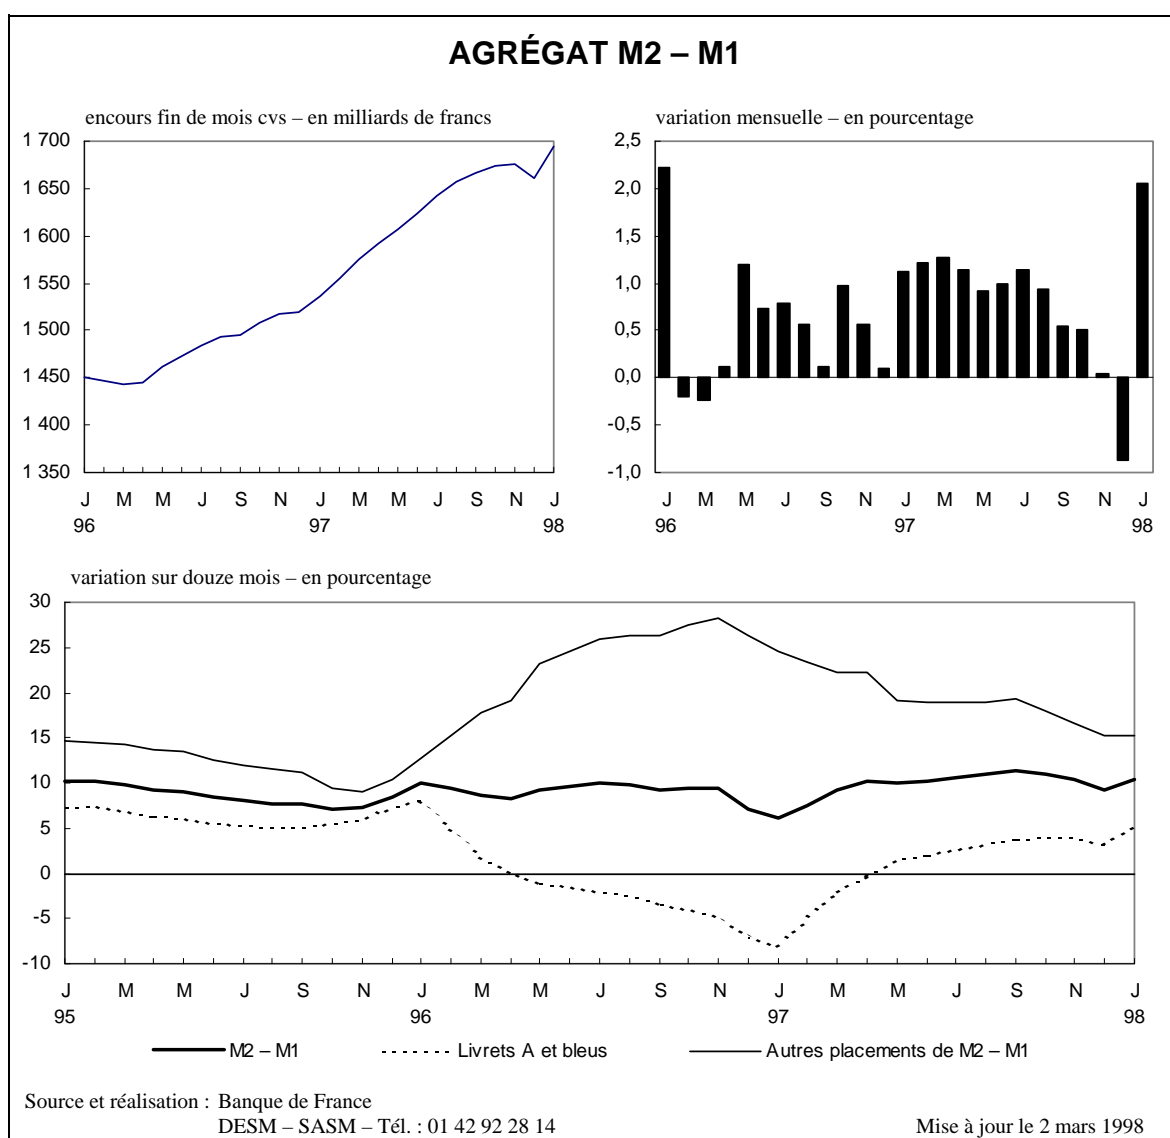 AGRÉGAT M2 – M1
encours fin de mois cvs – en milliards de francs
1 700
1 650
1 600
1 550
1 500
1 450
1 400
1 350
J M M J S N J M M J S N J
96 97 98
variation mensuelle – en pourcentage
2,5
2,0
1,5
1,0
0,5
0,0
-0,5
-1,0
J M M J S N J M M J S N J
96 97 98
variation sur douze mois – en pourcentage
30
25
20
15
10
5
0
-5
-10
J M M J S N J M M J S N J M M J S N J
95 96 97 98
M2 – M1 Livrets A et bleus Autres placements de M2 – M1
Source et réalisation : Banque de France
DESM – SASM – Tél. : 01 42 92 28 14 Mise à jour le 2 mars 1998